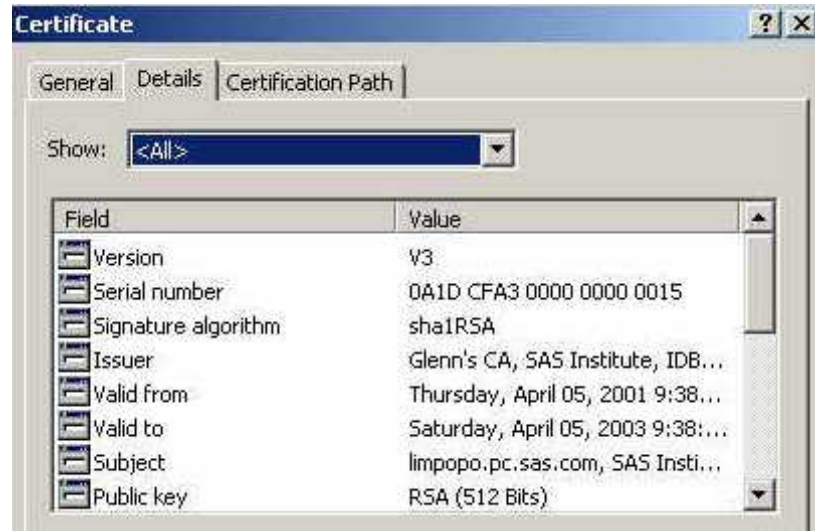 Certificate
General Details Certification Path
Show: <All>
Field Value
Version V3
Serial number 0A1D CFA3 0000 0000 0015
Signature algorithm sha1RSA
Issuer Glenn's CA, SAS Institute, IDB...
Valid from Thursday, April 05, 2001 9:38...
Valid to Saturday, April 05, 2003 9:38:...
Subject limpopo.pc.sas.com, SAS Insti...
Public key RSA (512 Bits)